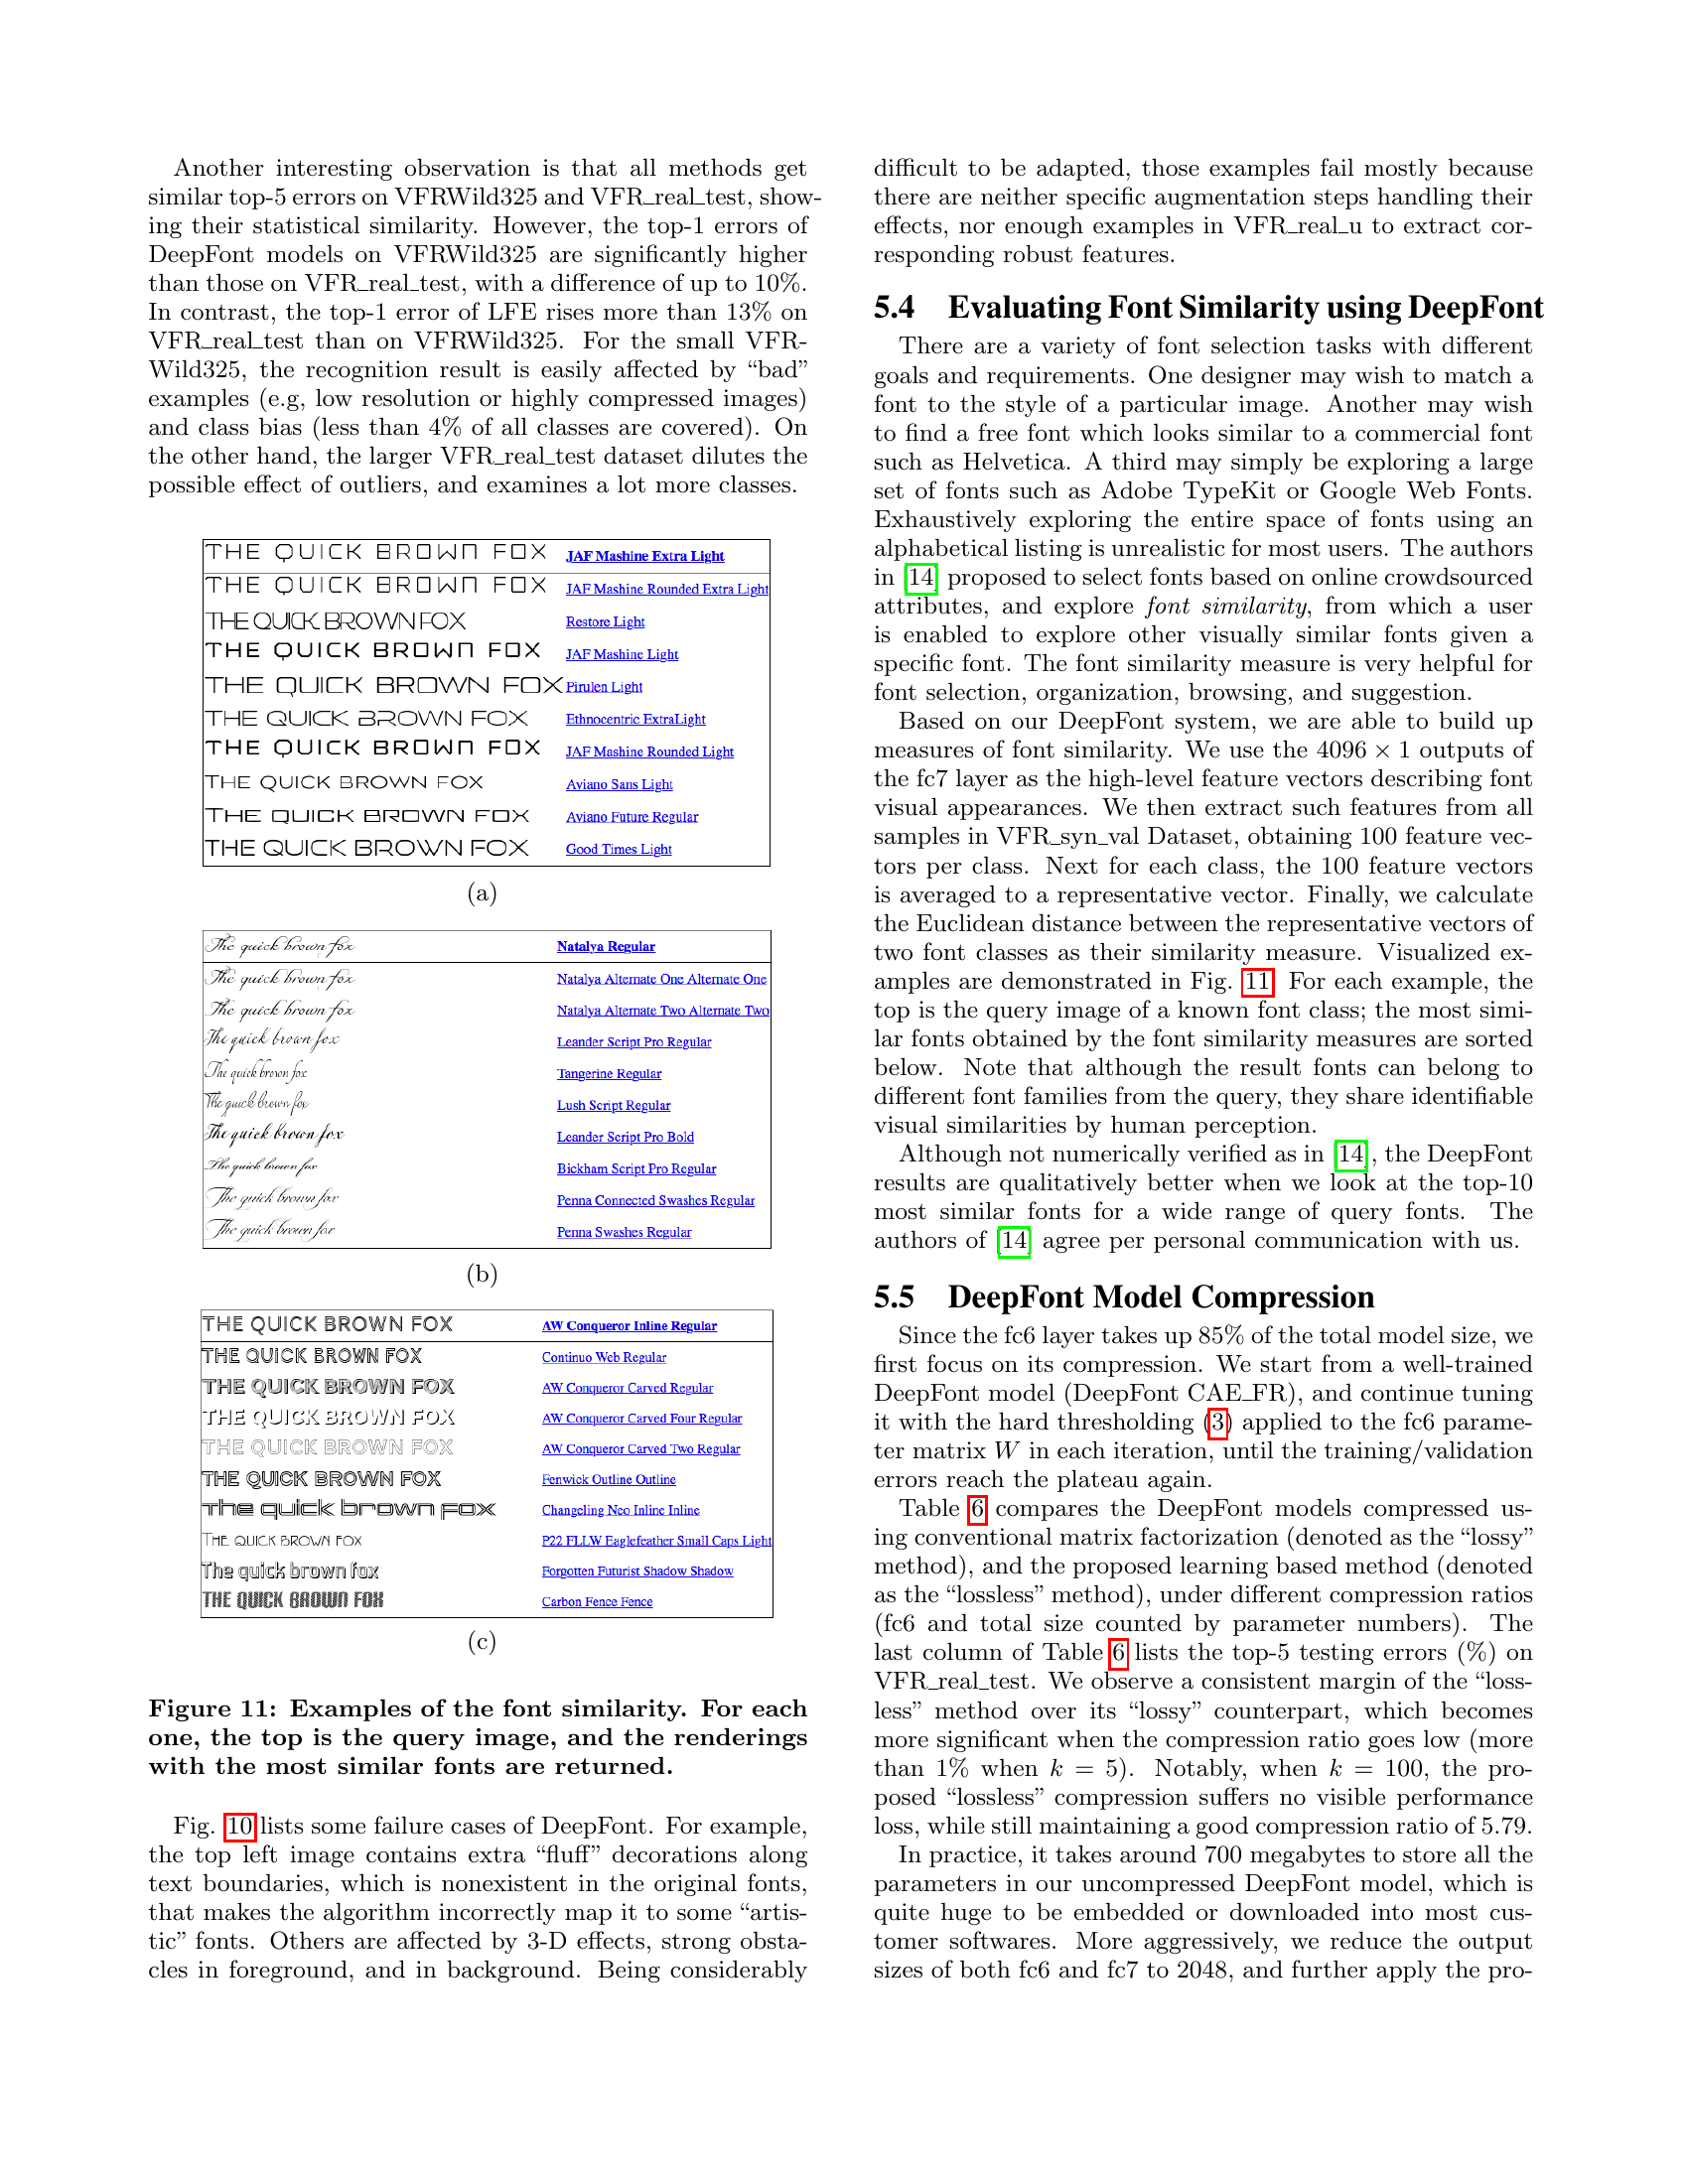 Another interesting observation is that all methods get
similar top-5 errors on VFRWild325 and VFR_real_test, show-
ing their statistical similarity. However, the top-1 errors of
DeepFont models on VFRWild325 are significantly higher
than those on VFR_real_test, with a difference of up to 10%.
In contrast, the top-1 error of LFE rises more than 13% on
VFR_real_test than on VFRWild325. For the small VFR-
Wild325, the recognition result is easily affected by “bad”
examples (e.g, low resolution or highly compressed images)
and class bias (less than 4% of all classes are covered). On
the other hand, the larger VFR_real_test dataset dilutes the
possible effect of outliers, and examines a lot more classes.
THE QUICK BROWN FOX JAF Mashine Extra Light
THE QUICK BROWN FOX JAF Mashine Rounded Extra Light
THE QUICK BROWN FOX Restore Light
THE QUICK BROWN FOX JAF Mashine Light
THE QUICK BROWN FOX Pirulen Light
THE QUICK BROWN FOX Ethnocentric ExtraLight
THE QUICK BROWN FOX JAF Mashine Rounded Light
THE QUICK BROWN FOX Aviano Sans Light
THE QUICK BROWN FOX Aviano Future Regular
THE QUICK BROWN FOX Good Times Light
(a)
The quick brown fox Natalya Regular
The quick brown fox Natalya Alternate One Alternate One
The quick brown fox Natalya Alternate Two Alternate Two
The quick brown fox Leander Script Pro Regular
The quick brown fox Tangerine Regular
The quick brown fox Lush Script Regular
The quick brown fox Leander Script Pro Bold
The quick brown fox Bickham Script Pro Regular
The quick brown fox Penna Connected Swashes Regular
The quick brown fox Penna Swashes Regular
(b)
THE QUICK BROWN FOX AW Conqueror Inline Regular
THE QUICK BROWN FOX Continuo Web Regular
THE QUICK BROWN FOX AW Conqueror Carved Regular
THE QUICK BROWN FOX AW Conqueror Carved Four Regular
THE QUICK BROWN FOX AW Conqueror Carved Two Regular
THE QUICK BROWN FOX Fenwick Outline Outline
The quick brown fox Changeling Neo Inline Inline
THE QUICK BROWN FOX P22 FLLW Eaglefeather Small Caps Light
The quick brown fox Forgotten Futurist Shadow Shadow
THE QUICK BROWN FOX Carbon Fence Fence
(c)
Figure 11: Examples of the font similarity. For each
one, the top is the query image, and the renderings
with the most similar fonts are returned.
Fig. 10 lists some failure cases of DeepFont. For example,
the top left image contains extra “fluff” decorations along
text boundaries, which is nonexistent in the original fonts,
that makes the algorithm incorrectly map it to some “artis-
tic” fonts. Others are affected by 3-D effects, strong obsta-
cles in foreground, and in background. Being considerably
difficult to be adapted, those examples fail mostly because
there are neither specific augmentation steps handling their
effects, nor enough examples in VFR_real_u to extract cor-
responding robust features.
5.4 Evaluating Font Similarity using DeepFont
There are a variety of font selection tasks with different
goals and requirements. One designer may wish to match a
font to the style of a particular image. Another may wish
to find a free font which looks similar to a commercial font
such as Helvetica. A third may simply be exploring a large
set of fonts such as Adobe TypeKit or Google Web Fonts.
Exhaustively exploring the entire space of fonts using an
alphabetical listing is unrealistic for most users. The authors
in [14] proposed to select fonts based on online crowdsourced
attributes, and explore font similarity, from which a user
is enabled to explore other visually similar fonts given a
specific font. The font similarity measure is very helpful for
font selection, organization, browsing, and suggestion.
Based on our DeepFont system, we are able to build up
measures of font similarity. We use the 4096 × 1 outputs of
the fc7 layer as the high-level feature vectors describing font
visual appearances. We then extract such features from all
samples in VFR_syn_val Dataset, obtaining 100 feature vec-
tors per class. Next for each class, the 100 feature vectors
is averaged to a representative vector. Finally, we calculate
the Euclidean distance between the representative vectors of
two font classes as their similarity measure. Visualized ex-
amples are demonstrated in Fig. 11. For each example, the
top is the query image of a known font class; the most simi-
lar fonts obtained by the font similarity measures are sorted
below. Note that although the result fonts can belong to
different font families from the query, they share identifiable
visual similarities by human perception.
Although not numerically verified as in [14], the DeepFont
results are qualitatively better when we look at the top-10
most similar fonts for a wide range of query fonts. The
authors of [14] agree per personal communication with us.
5.5 DeepFont Model Compression
Since the fc6 layer takes up 85% of the total model size, we
first focus on its compression. We start from a well-trained
DeepFont model (DeepFont CAE_FR), and continue tuning
it with the hard thresholding (3) applied to the fc6 parame-
ter matrix W in each iteration, until the training/validation
errors reach the plateau again.
Table 6 compares the DeepFont models compressed us-
ing conventional matrix factorization (denoted as the “lossy”
method), and the proposed learning based method (denoted
as the “lossless” method), under different compression ratios
(fc6 and total size counted by parameter numbers). The
last column of Table 6 lists the top-5 testing errors (%) on
VFR_real_test. We observe a consistent margin of the “loss-
less” method over its “lossy” counterpart, which becomes
more significant when the compression ratio goes low (more
than 1% when k = 5). Notably, when k = 100, the pro-
posed “lossless” compression suffers no visible performance
loss, while still maintaining a good compression ratio of 5.79.
In practice, it takes around 700 megabytes to store all the
parameters in our uncompressed DeepFont model, which is
quite huge to be embedded or downloaded into most cus-
tomer softwares. More aggressively, we reduce the output
sizes of both fc6 and fc7 to 2048, and further apply the pro-